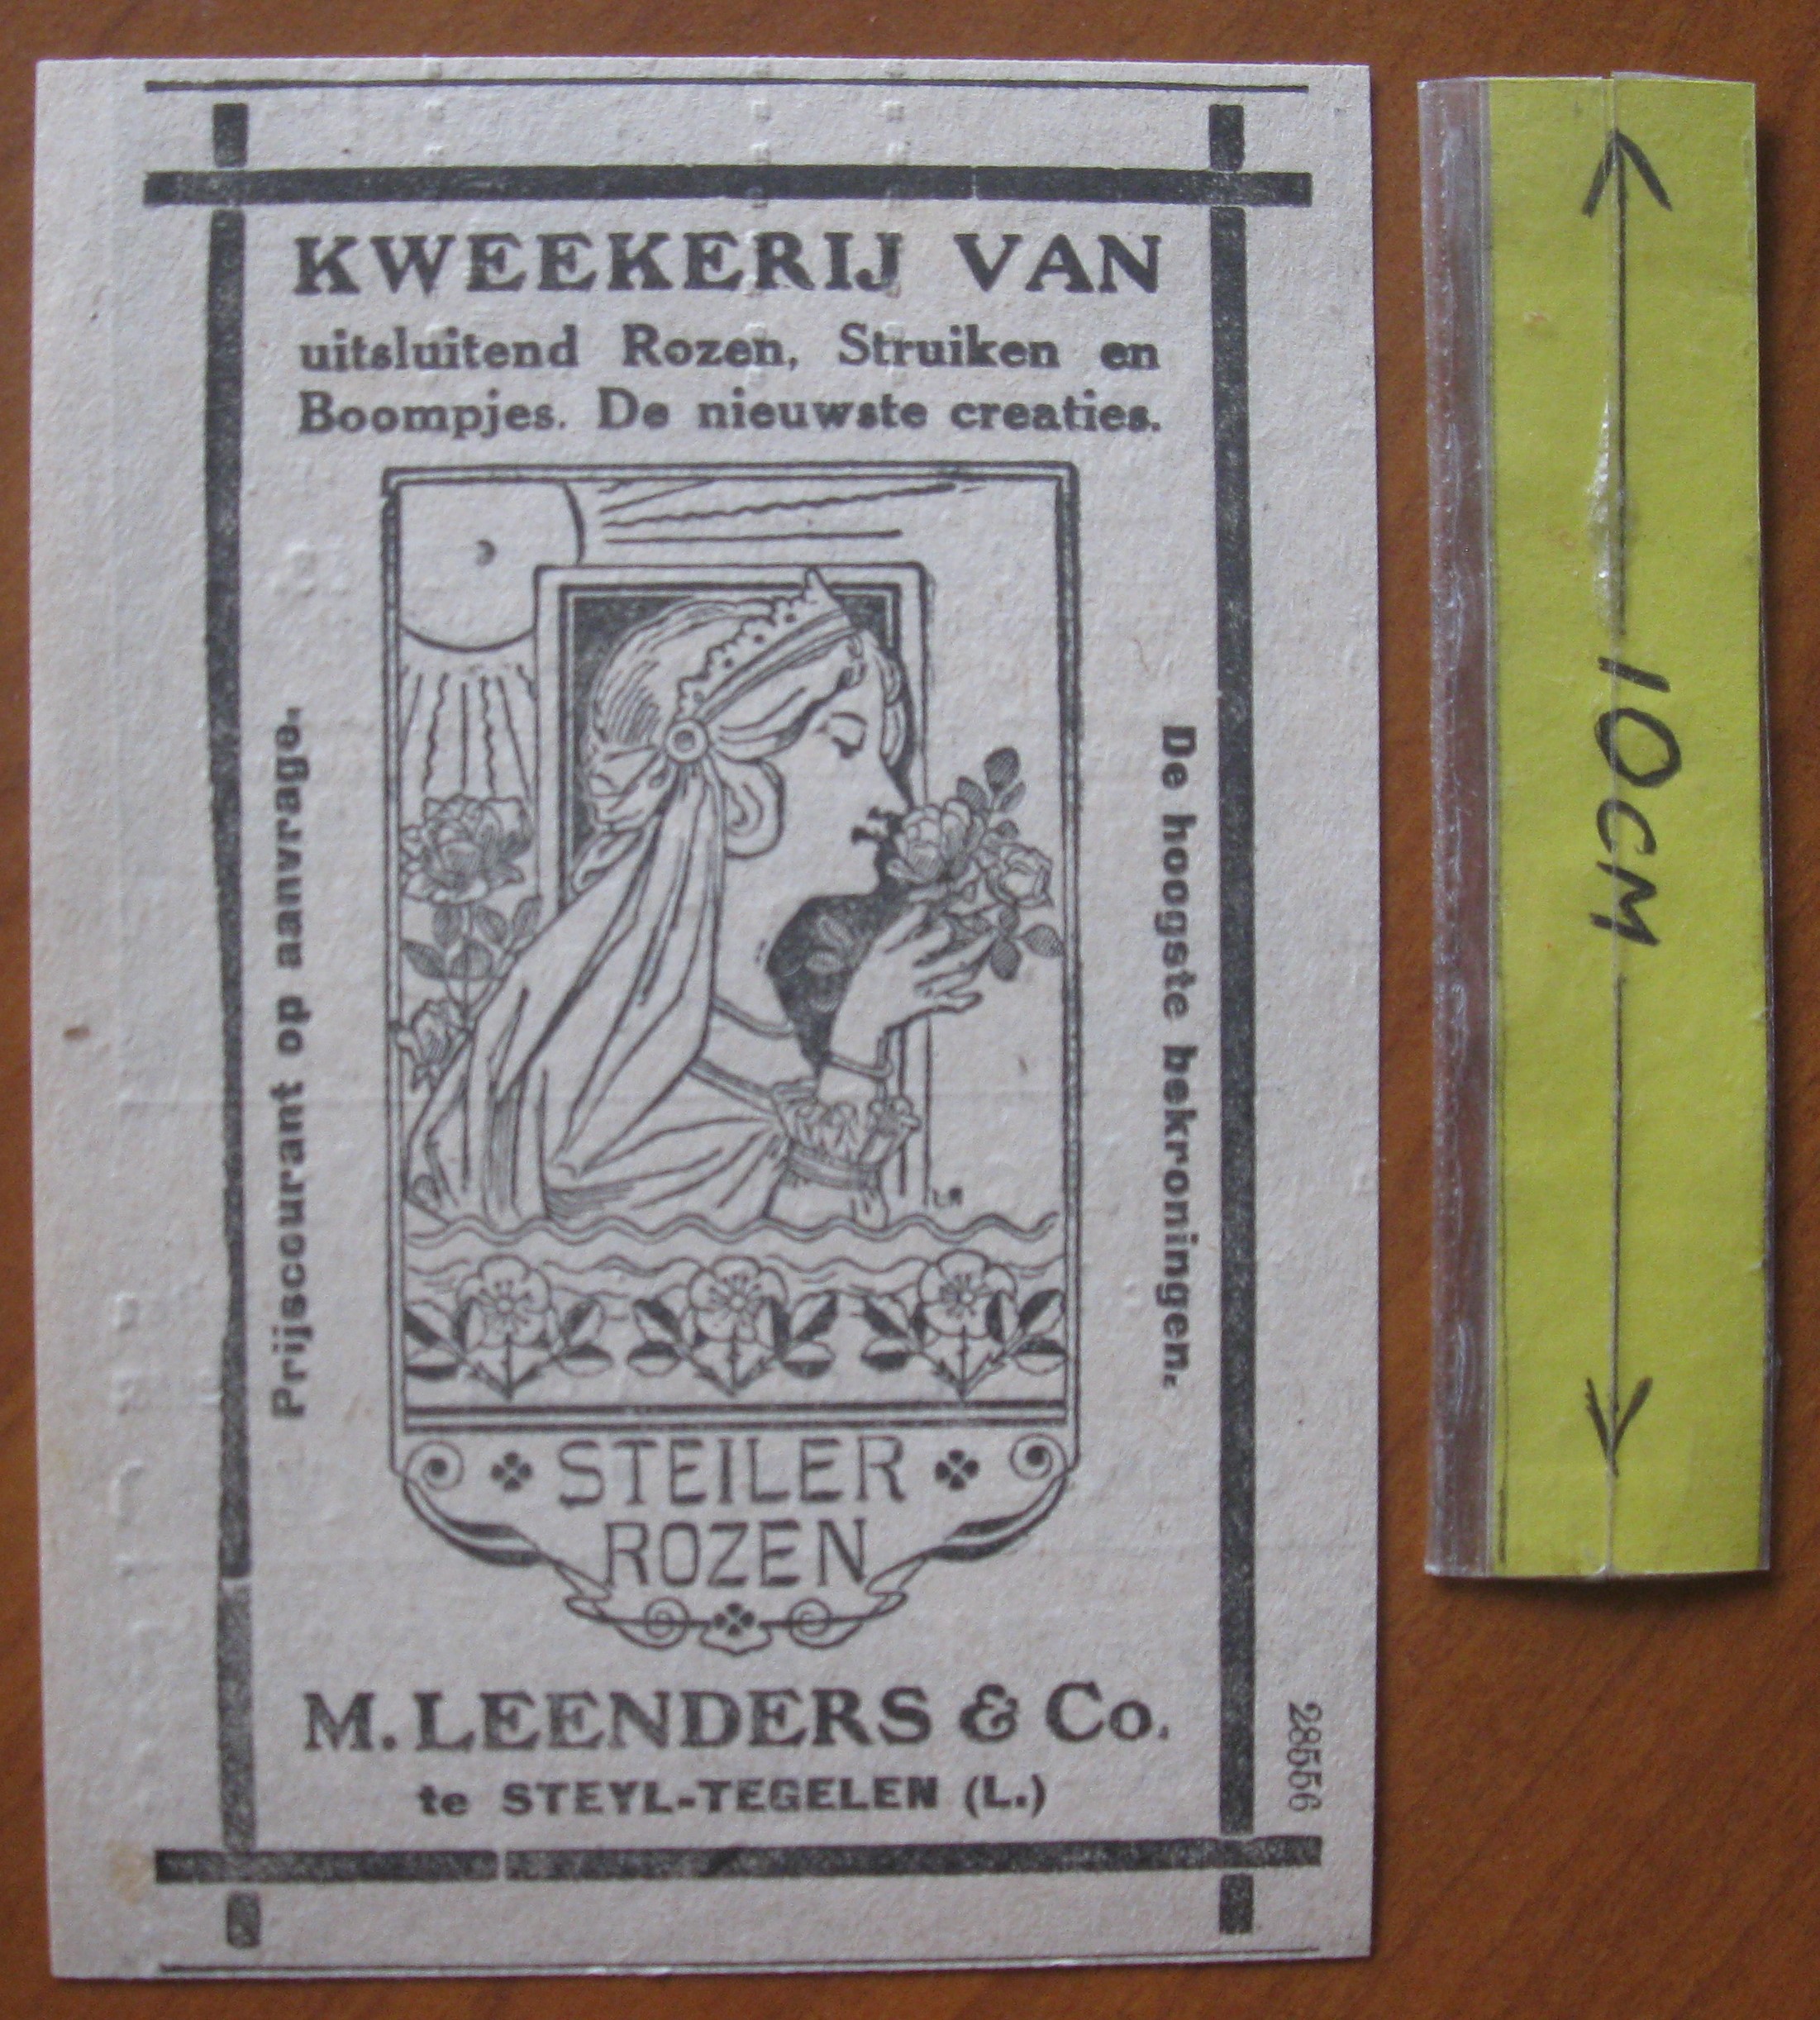 KWEEKERIJ VAN
uitsluitend Rozen, Struiken en
Boompjes. De nieuwste creaties.
Prijscourant op aanvrage.
De hoogste bekroningen.
STEILER
ROZEN
M. LEENDERS & Co.
te STEYL-TEGELEN (L.)
28556
10CM